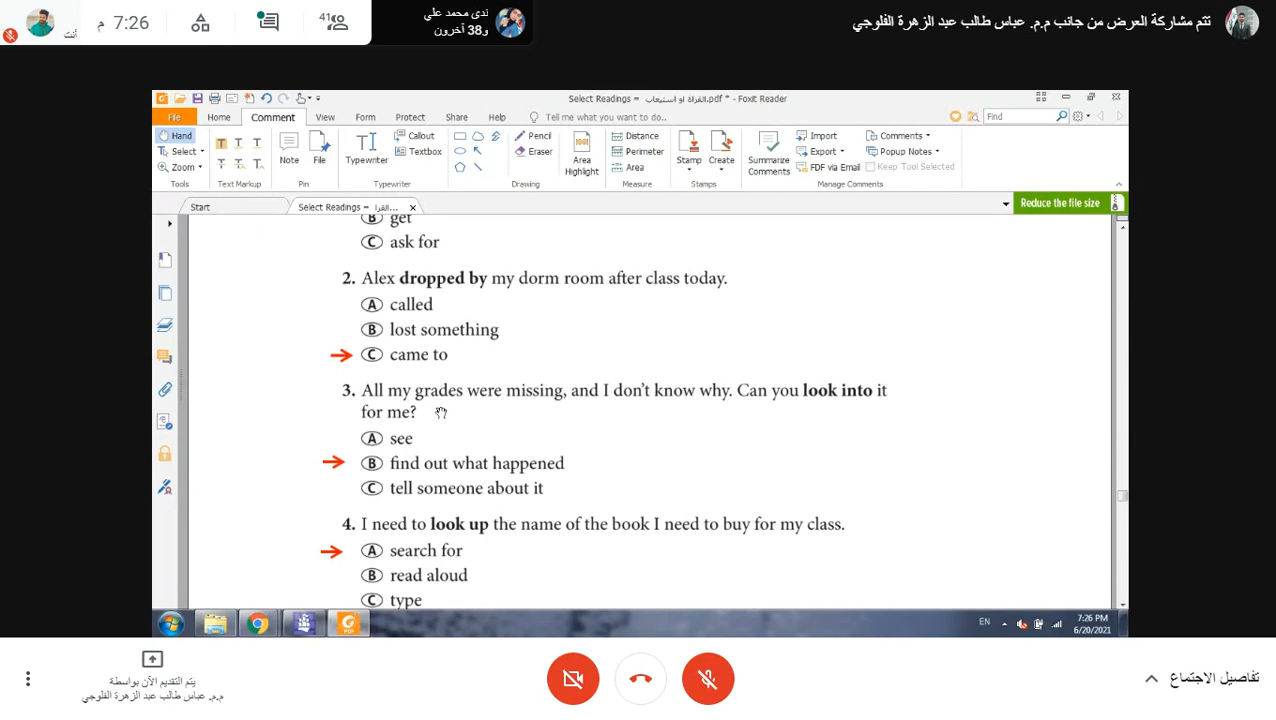 7:26 م
41
أنت
ندى محمد علي
و38 آخرون
تتم مشاركة العرض من جانب م.م. عباس طالب عبد الزهرة الفلوجي
Select Readings = القراة او استيعاب.pdf * - Foxit Reader
File Home Comment View Form Protect Share Help Tell me what you want to do.. Find
Hand
Select
Zoom
Tools
Text Markup
Note
File
Pin
Typewriter
Callout
Textbox
Typewriter
Pencil
Eraser
Drawing
Area
Highlight
Distance
Perimeter
Area
Measure
Stamp
Create
Stamps
Summarize
Comments
Import
Export
FDF via Email
Comments
Popup Notes
Keep Tool Selected
Manage Comments
Start
Select Readings = القرا...
Reduce the file size
B get
C ask for
2. Alex dropped by my dorm room after class today.
A called
B lost something
C came to
3. All my grades were missing, and I don't know why. Can you look into it
for me?
A see
B find out what happened
C tell someone about it
4. I need to look up the name of the book I need to buy for my class.
A search for
B read aloud
C type
PDF
EN
7:26 PM
6/20/2021
يتم التقديم الآن بواسطة
م.م. عباس طالب عبد الزهرة الفلوجي
تفاصيل الاجتماع